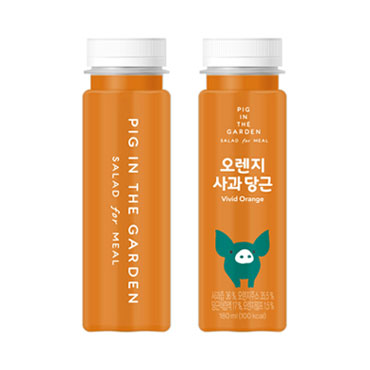 PIG IN THE GARDEN
SALAD for MEAL
PIG
IN
THE
GARDEN
SALAD for MEAL
오렌지
사과당근
Vivid Orange
180 ml (100 kcal)